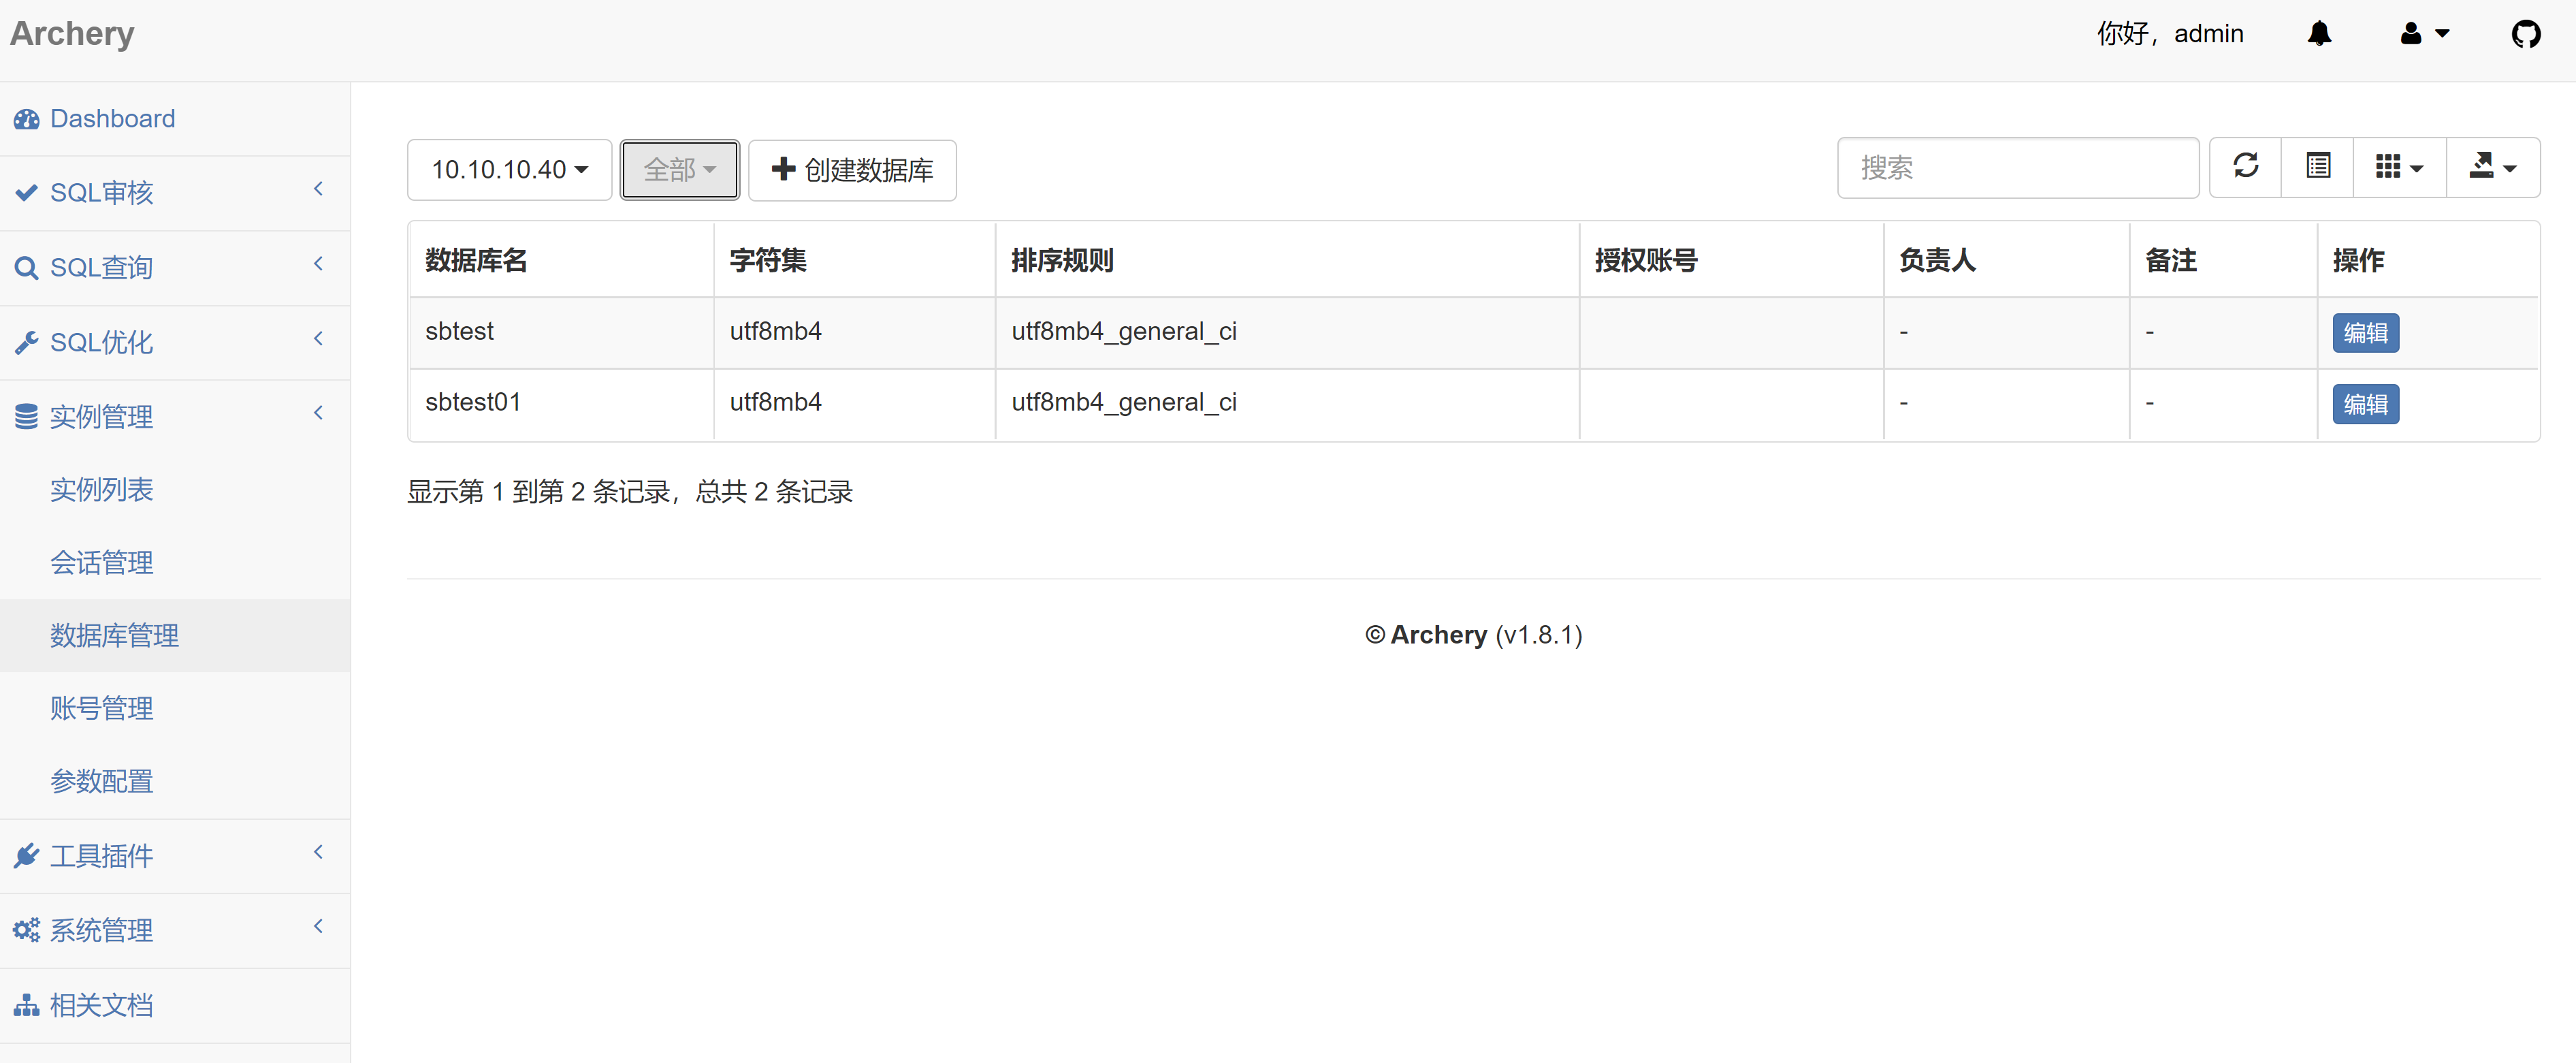 Archery
你好，admin
Dashboard
SQL审核
SQL查询
SQL优化
实例管理
实例列表
会话管理
数据库管理
账号管理
参数配置
工具插件
系统管理
相关文档
10.10.10.40 全部 创建数据库 搜索
数据库名 字符集 排序规则 授权账号 负责人 备注 操作
sbtest utf8mb4 utf8mb4_general_ci - - 编辑
sbtest01 utf8mb4 utf8mb4_general_ci - - 编辑
显示第 1 到第 2 条记录，总共 2 条记录
© Archery (v1.8.1)